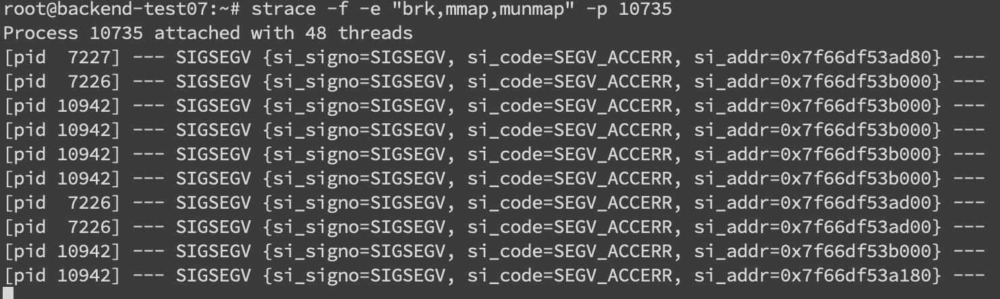 root@backend-test07:~# strace -f -e "brk,mmap,munmap" -p 10735
Process 10735 attached with 48 threads
[pid  7227] --- SIGSEGV {si_signo=SIGSEGV, si_code=SEGV_ACCERR, si_addr=0x7f66df53ad80} ---
[pid  7226] --- SIGSEGV {si_signo=SIGSEGV, si_code=SEGV_ACCERR, si_addr=0x7f66df53b000} ---
[pid 10942] --- SIGSEGV {si_signo=SIGSEGV, si_code=SEGV_ACCERR, si_addr=0x7f66df53b000} ---
[pid 10942] --- SIGSEGV {si_signo=SIGSEGV, si_code=SEGV_ACCERR, si_addr=0x7f66df53b000} ---
[pid 10942] --- SIGSEGV {si_signo=SIGSEGV, si_code=SEGV_ACCERR, si_addr=0x7f66df53b000} ---
[pid 10942] --- SIGSEGV {si_signo=SIGSEGV, si_code=SEGV_ACCERR, si_addr=0x7f66df53b000} ---
[pid  7226] --- SIGSEGV {si_signo=SIGSEGV, si_code=SEGV_ACCERR, si_addr=0x7f66df53ad00} ---
[pid  7226] --- SIGSEGV {si_signo=SIGSEGV, si_code=SEGV_ACCERR, si_addr=0x7f66df53ad00} ---
[pid 10942] --- SIGSEGV {si_signo=SIGSEGV, si_code=SEGV_ACCERR, si_addr=0x7f66df53b000} ---
[pid 10942] --- SIGSEGV {si_signo=SIGSEGV, si_code=SEGV_ACCERR, si_addr=0x7f66df53a180} ---